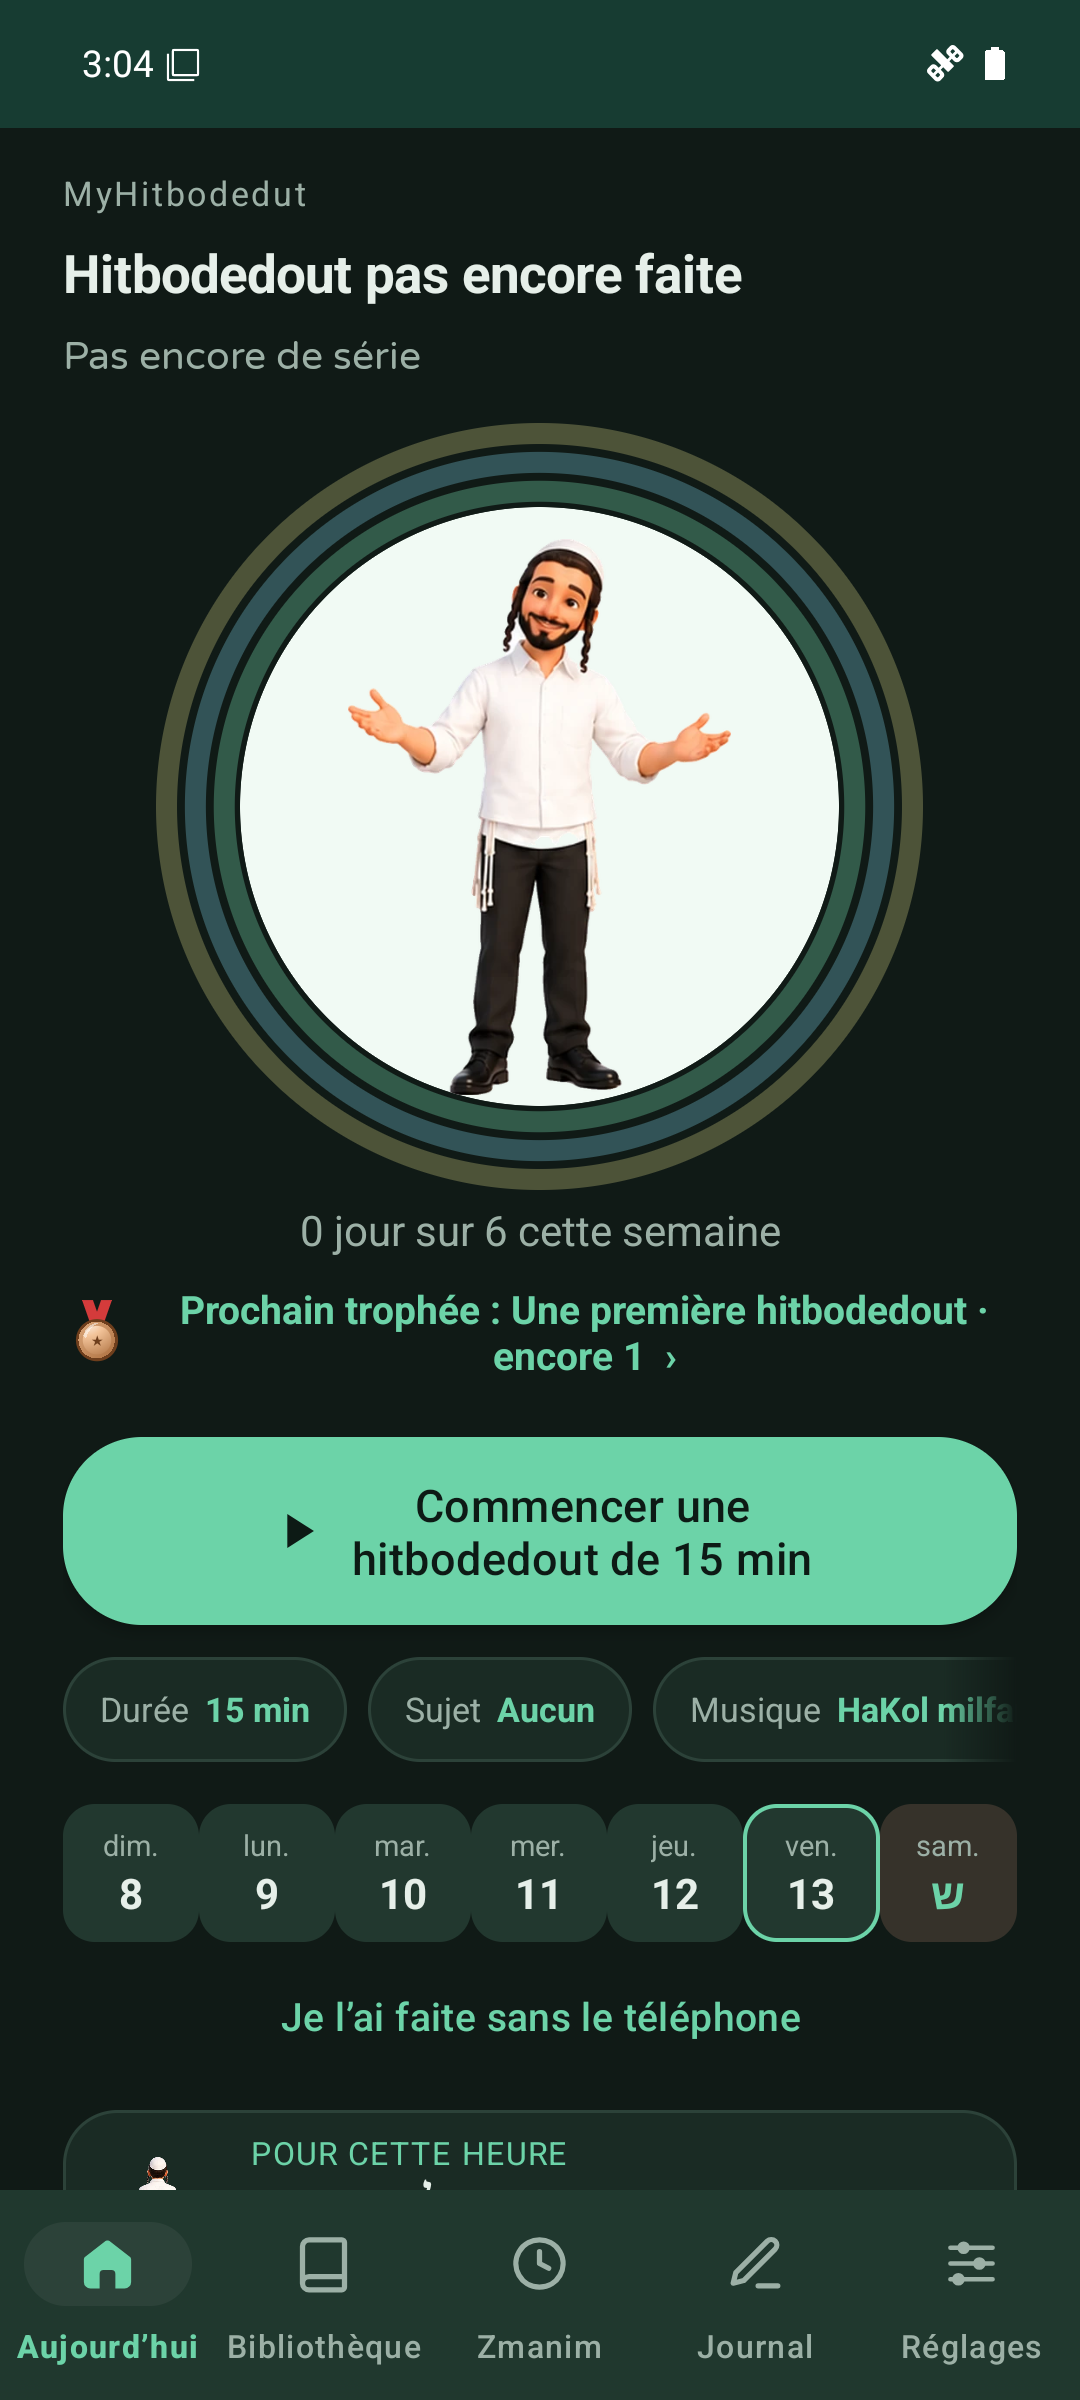 3:04
MyHitbodedut
Hitbodedout pas encore faite
Pas encore de série
0 jour sur 6 cette semaine
Prochain trophée : Une première hitbodedout ·
encore 1 ›
Commencer une
hitbodedout de 15 min
Durée 15 min Sujet Aucun Musique HaKol
dim. lun. mar. mer. jeu. ven. sam.
8 9 10 11 12 13 ש
Je l’ai faite sans le téléphone
POUR CETTE HEURE
Aujourd’hui Bibliothèque Zmanim Journal Réglages